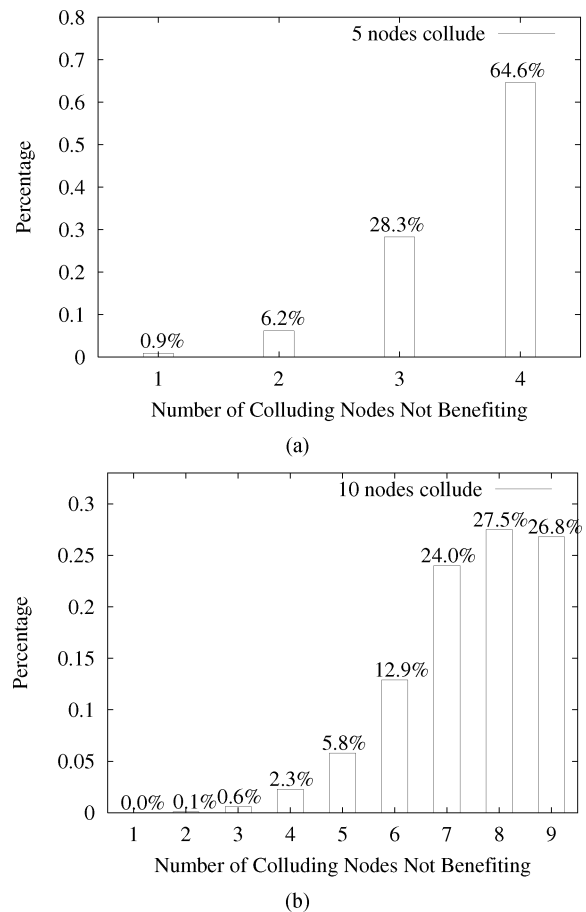 0.8
5 nodes collude
0.7
64.6%
0.6
0.5
Percentage
0.4
0.3
28.3%
0.2
0.1
6.2%
0.9%
0
1 2 3 4
Number of Colluding Nodes Not Benefiting
(a)
10 nodes collude
0.3
27.5% 26.8%
0.25
24.0%
0.2
Percentage
0.15
12.9%
0.1
5.8%
0.05
2.3%
0.0% 0.1% 0.6%
0
1 2 3 4 5 6 7 8 9
Number of Colluding Nodes Not Benefiting
(b)